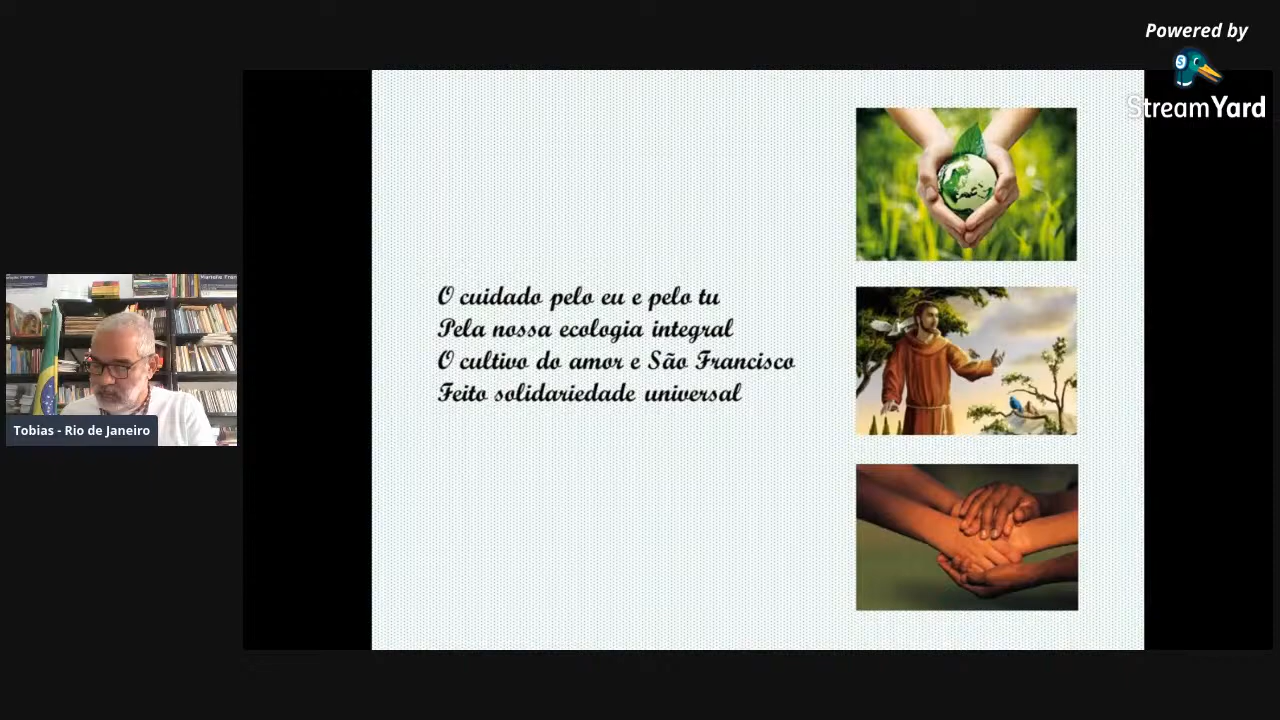 Powered by
StreamYard
O cuidado pelo eu e pelo tu
Pela nossa ecologia integral
O cultivo do amor e São Francisco
Feito solidariedade universal
Tobias - Rio de Janeiro